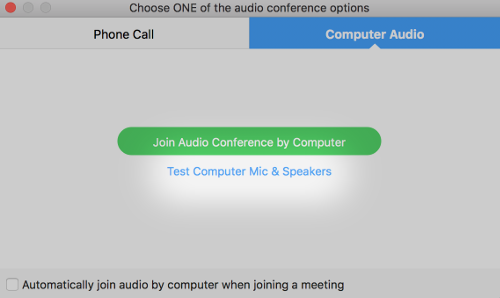 Choose ONE of the audio conference options
Phone Call
Computer Audio
Join Audio Conference by Computer
Test Computer Mic & Speakers
Automatically join audio by computer when joining a meeting